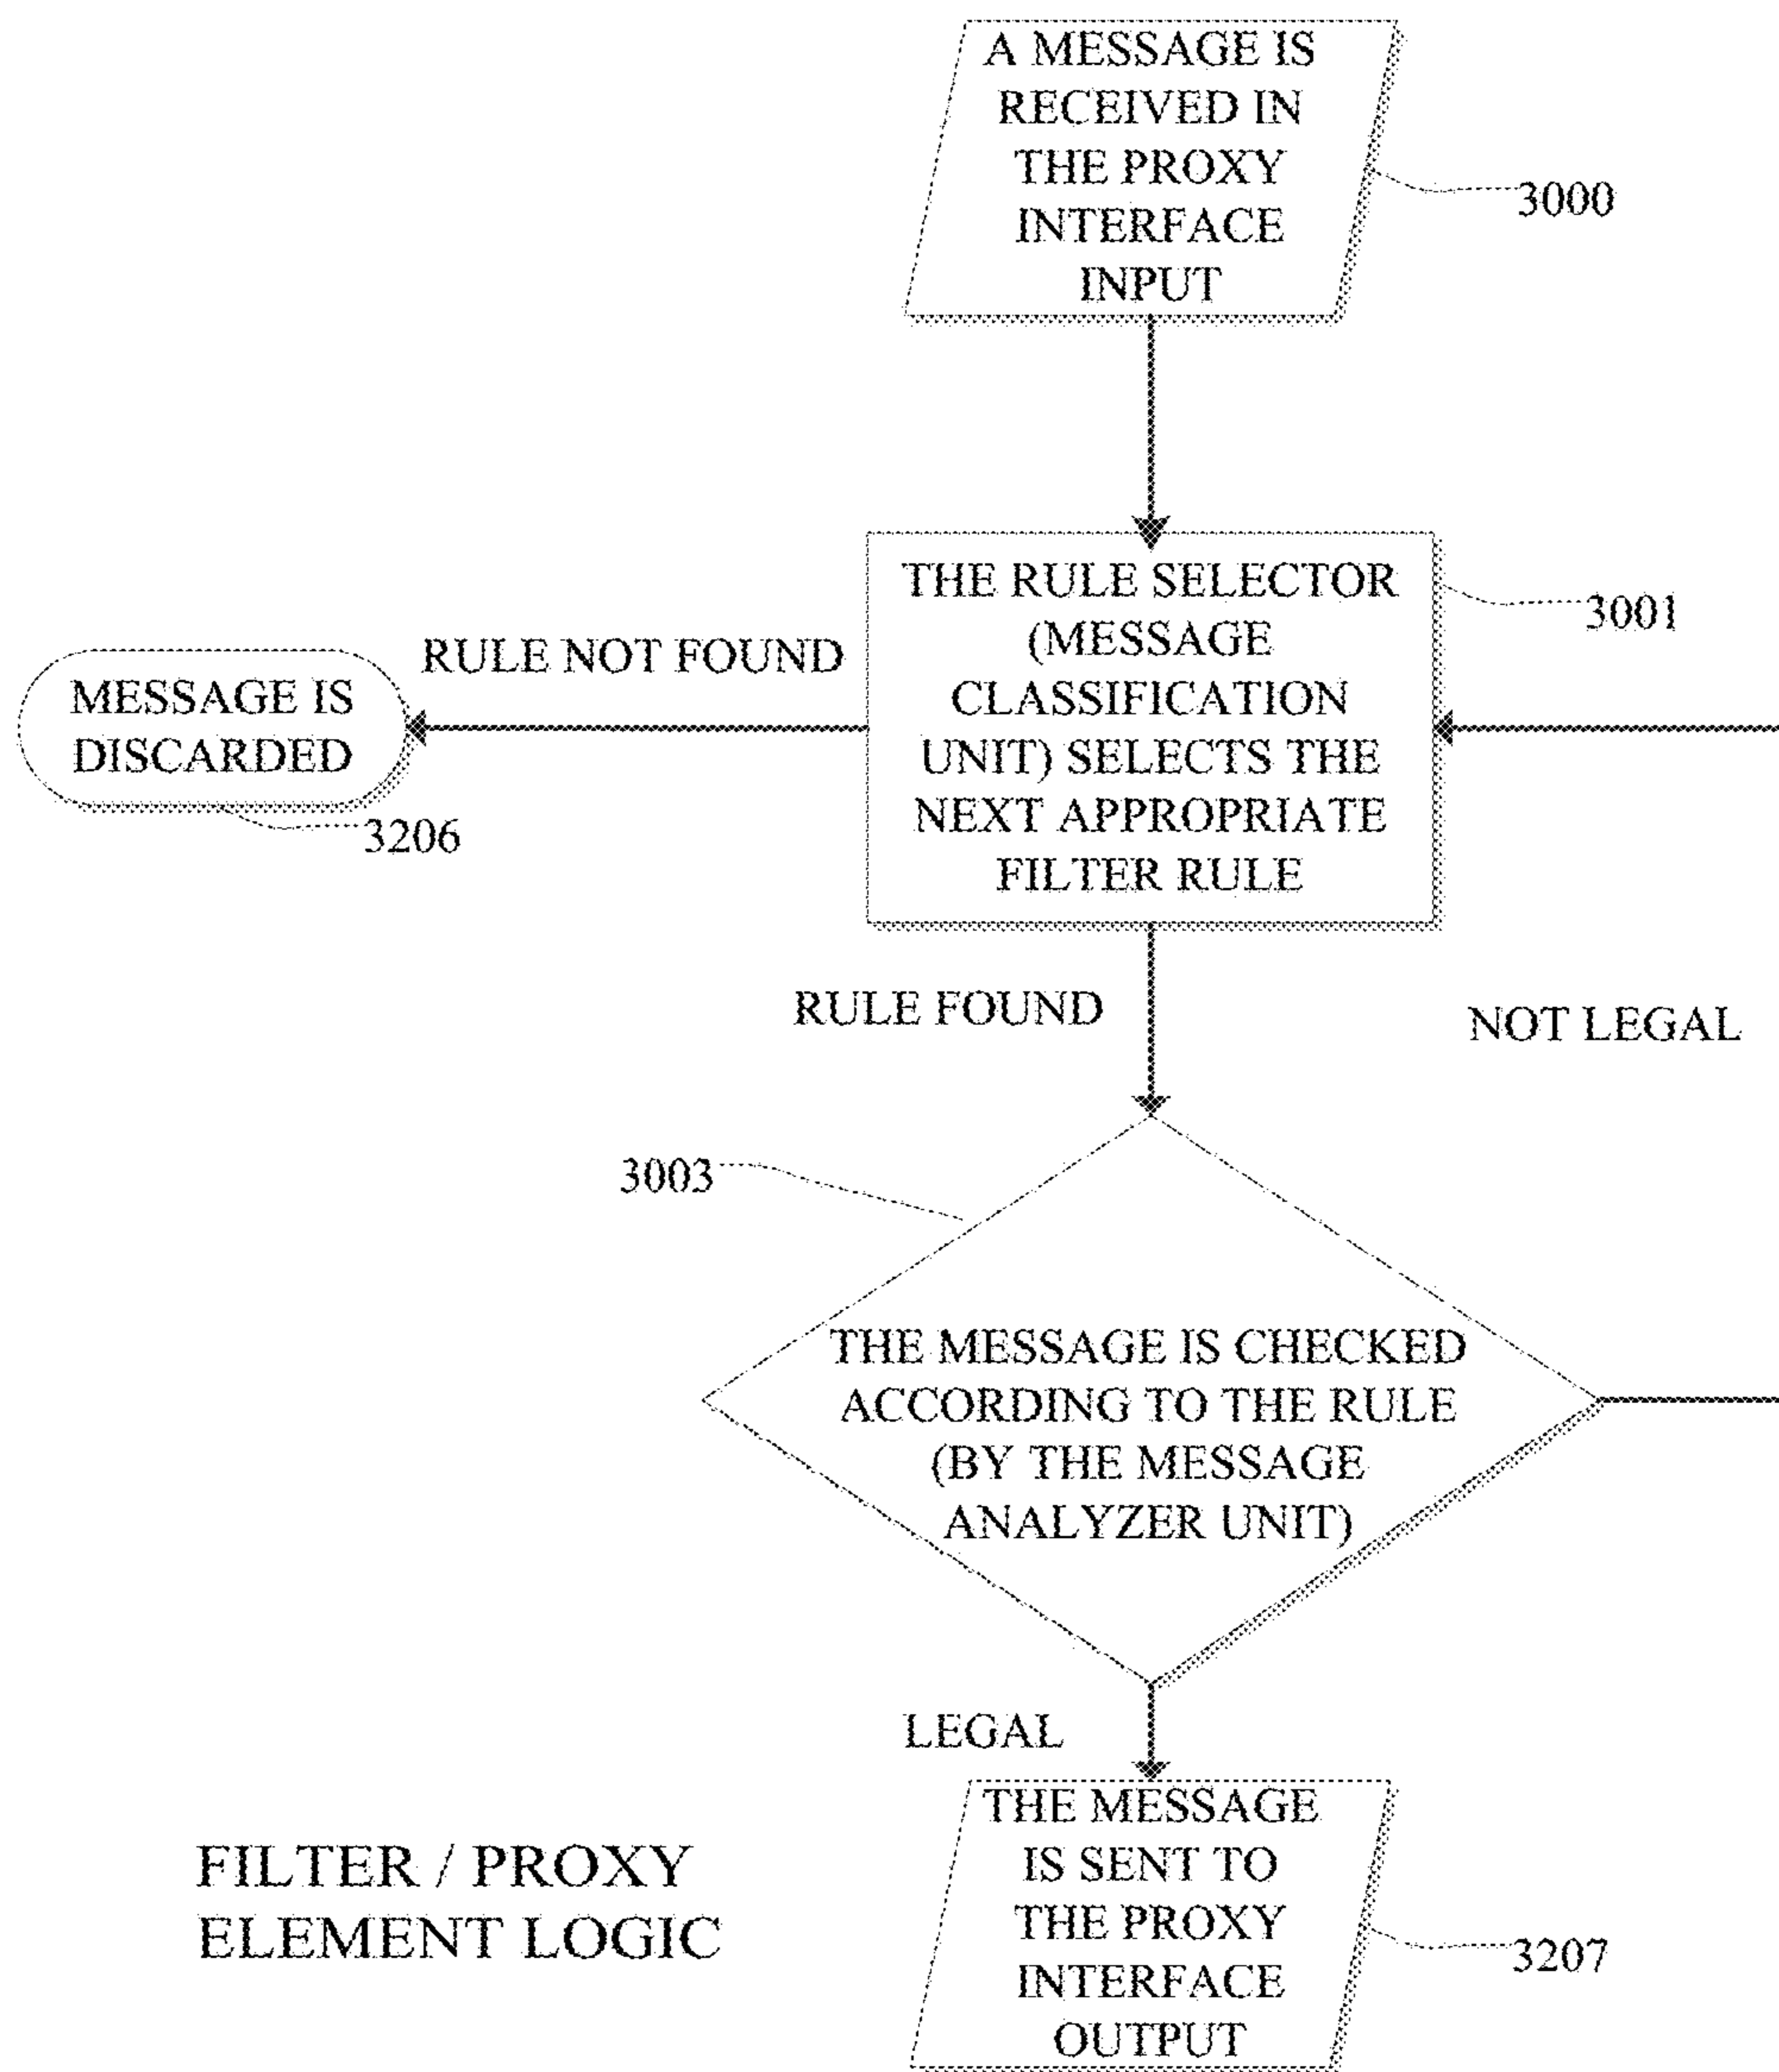 A MESSAGE IS
RECEIVED IN
THE PROXY
INTERFACE
INPUT
3000
THE RULE SELECTOR
(MESSAGE
CLASSIFICATION
UNIT) SELECTS THE
NEXT APPROPRIATE
FILTER RULE
3001
RULE NOT FOUND
MESSAGE IS
DISCARDED
3206
RULE FOUND
NOT LEGAL
3003
THE MESSAGE IS CHECKED
ACCORDING TO THE RULE
(BY THE MESSAGE
ANALYZER UNIT)
LEGAL
THE MESSAGE
IS SENT TO
THE PROXY
INTERFACE
OUTPUT
3207
FILTER / PROXY
ELEMENT LOGIC